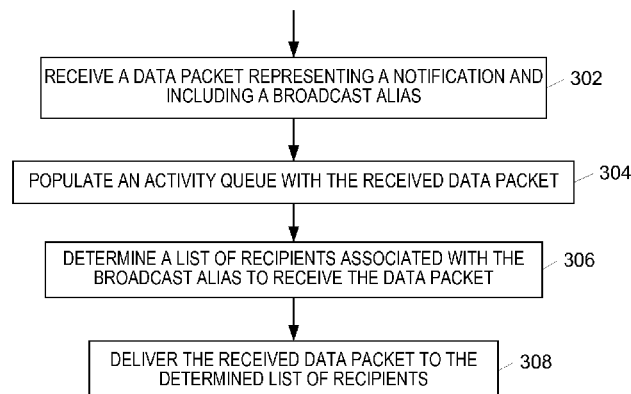 RECEIVE A DATA PACKET REPRESENTING A NOTIFICATION AND
INCLUDING A BROADCAST ALIAS
302
POPULATE AN ACTIVITY QUEUE WITH THE RECEIVED DATA PACKET
304
DETERMINE A LIST OF RECIPIENTS ASSOCIATED WITH THE
BROADCAST ALIAS TO RECEIVE THE DATA PACKET
306
DELIVER THE RECEIVED DATA PACKET TO THE
DETERMINED LIST OF RECIPIENTS
308